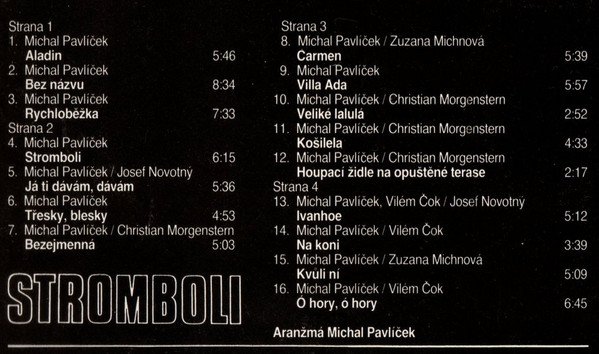 Strana 1
1. Michal Pavlíček
Aladin 5:46
2. Michal Pavlíček
Bez názvu 8:34
3. Michal Pavlíček
Rychloběžka 7:33
Strana 2
4. Michal Pavlíček
Stromboli 6:15
5. Michal Pavlíček / Josef Novotný
Já ti dávám, dávám 5:36
6. Michal Pavlíček
Třesky, blesky 4:53
7. Michal Pavlíček / Christian Morgenstern
Bezejmenná 5:03
STROMBOLI
Strana 3
8. Michal Pavlíček / Zuzana Michnová
Carmen 5:39
9. Michal Pavlíček
Villa Ada 5:57
10. Michal Pavlíček / Christian Morgenstern
Veliké lalulá 2:52
11. Michal Pavlíček / Christian Morgenstern
Košilela 4:33
12. Michal Pavlíček / Christian Morgenstern
Houpací židle na opuštěné terase 2:17
Strana 4
13. Michal Pavlíček, Vilém Čok / Josef Novotný
Ivanhoe 5:12
14. Michal Pavlíček / Vilém Čok
Na koni 3:39
15. Michal Pavlíček / Zuzana Michnová
Kvůli ní 5:09
16. Michal Pavlíček / Vilém Čok
Ó hory, ó hory 6:45
Aranžmá Michal Pavlíček